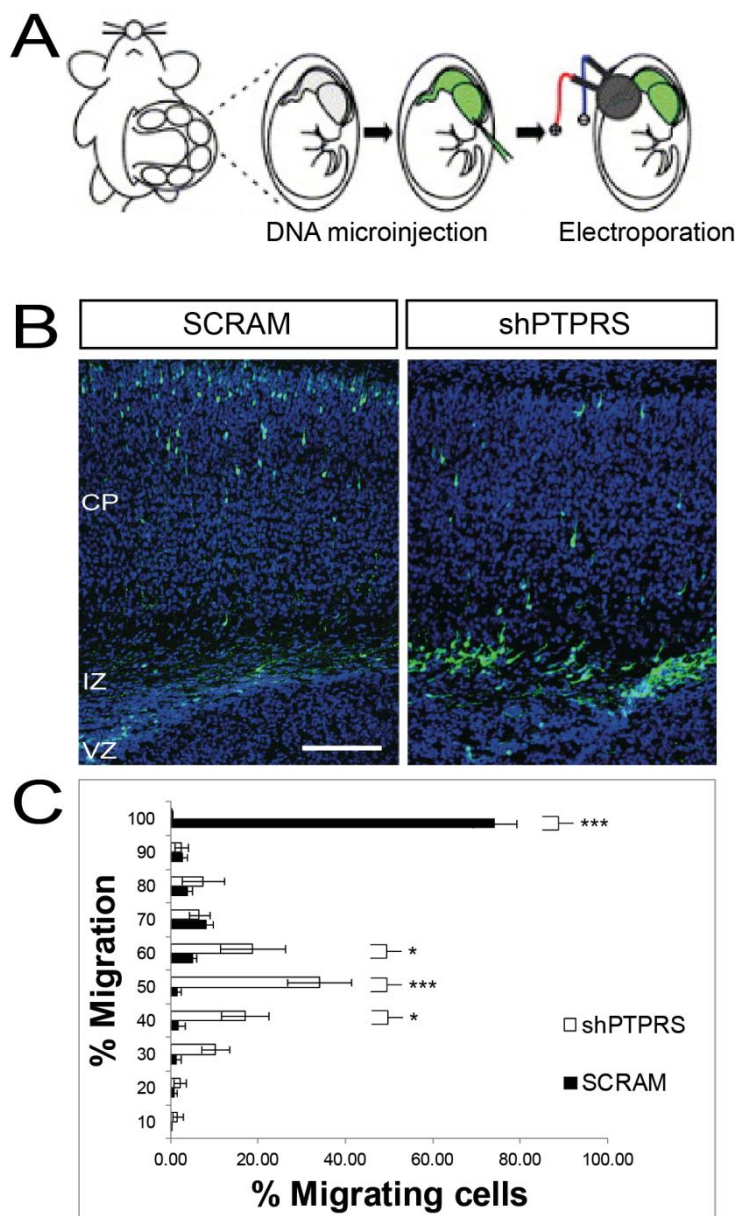 A
DNA microinjection
Electroporation
B
SCRAM
shPTPRS
CP
IZ
VZ
C
% Migration
100
90
80
70
60
50
40
30
20
10
***
*
***
*
shPTPRS
SCRAM
0.00 20.00 40.00 60.00 80.00 100.00
% Migrating cells